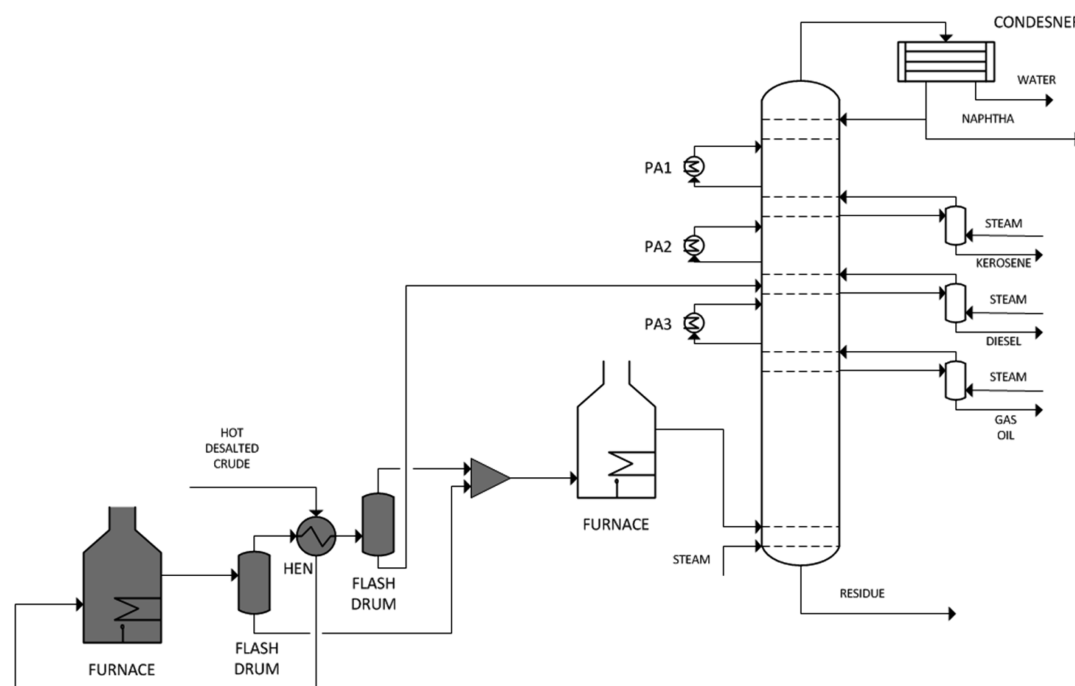 CONDESNER
WATER
NAPHTHA
PA1
STEAM
KEROSENE
PA2
STEAM
DIESEL
PA3
STEAM
GAS
OIL
HOT
DESALTED
CRUDE
FURNACE
HEN
FLASH
DRUM
STEAM
RESIDUE
FLASH
DRUM
FURNACE